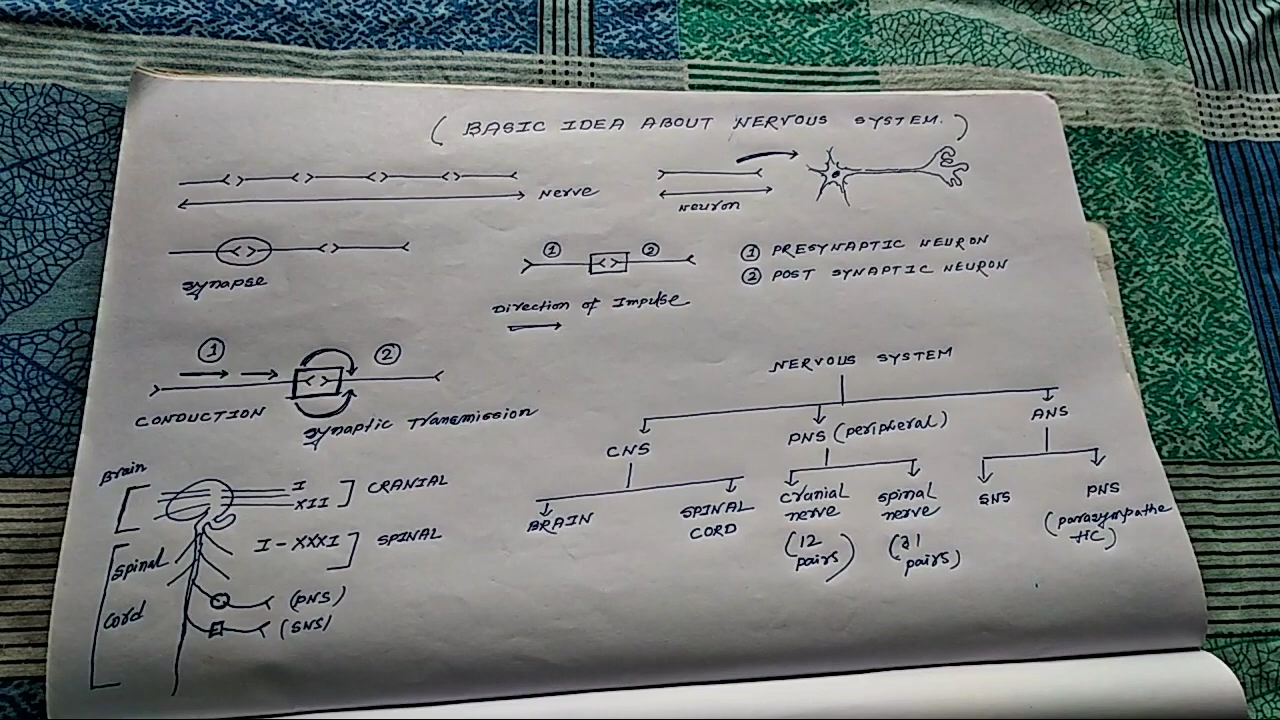 ( BASIC IDEA ABOUT NERVOUS SYSTEM. )
Nerve
Neuron
Synapse
① ②
① PRESYNAPTIC NEURON
② POST SYNAPTIC NEURON
Direction of Impulse
① ②
CONDUCTION
Synaptic Transmission
NERVOUS SYSTEM
CNS
PNS (peripheral)
ANS
BRAIN
SPINAL
CORD
cranial
nerve
(12
pairs)
spinal
nerve
(31
pairs)
SNS
PNS
(parasympathe
tic)
Brain
I
XII
CRANIAL
Spinal
Cord
I - XXXI
SPINAL
(PNS)
(SNS)